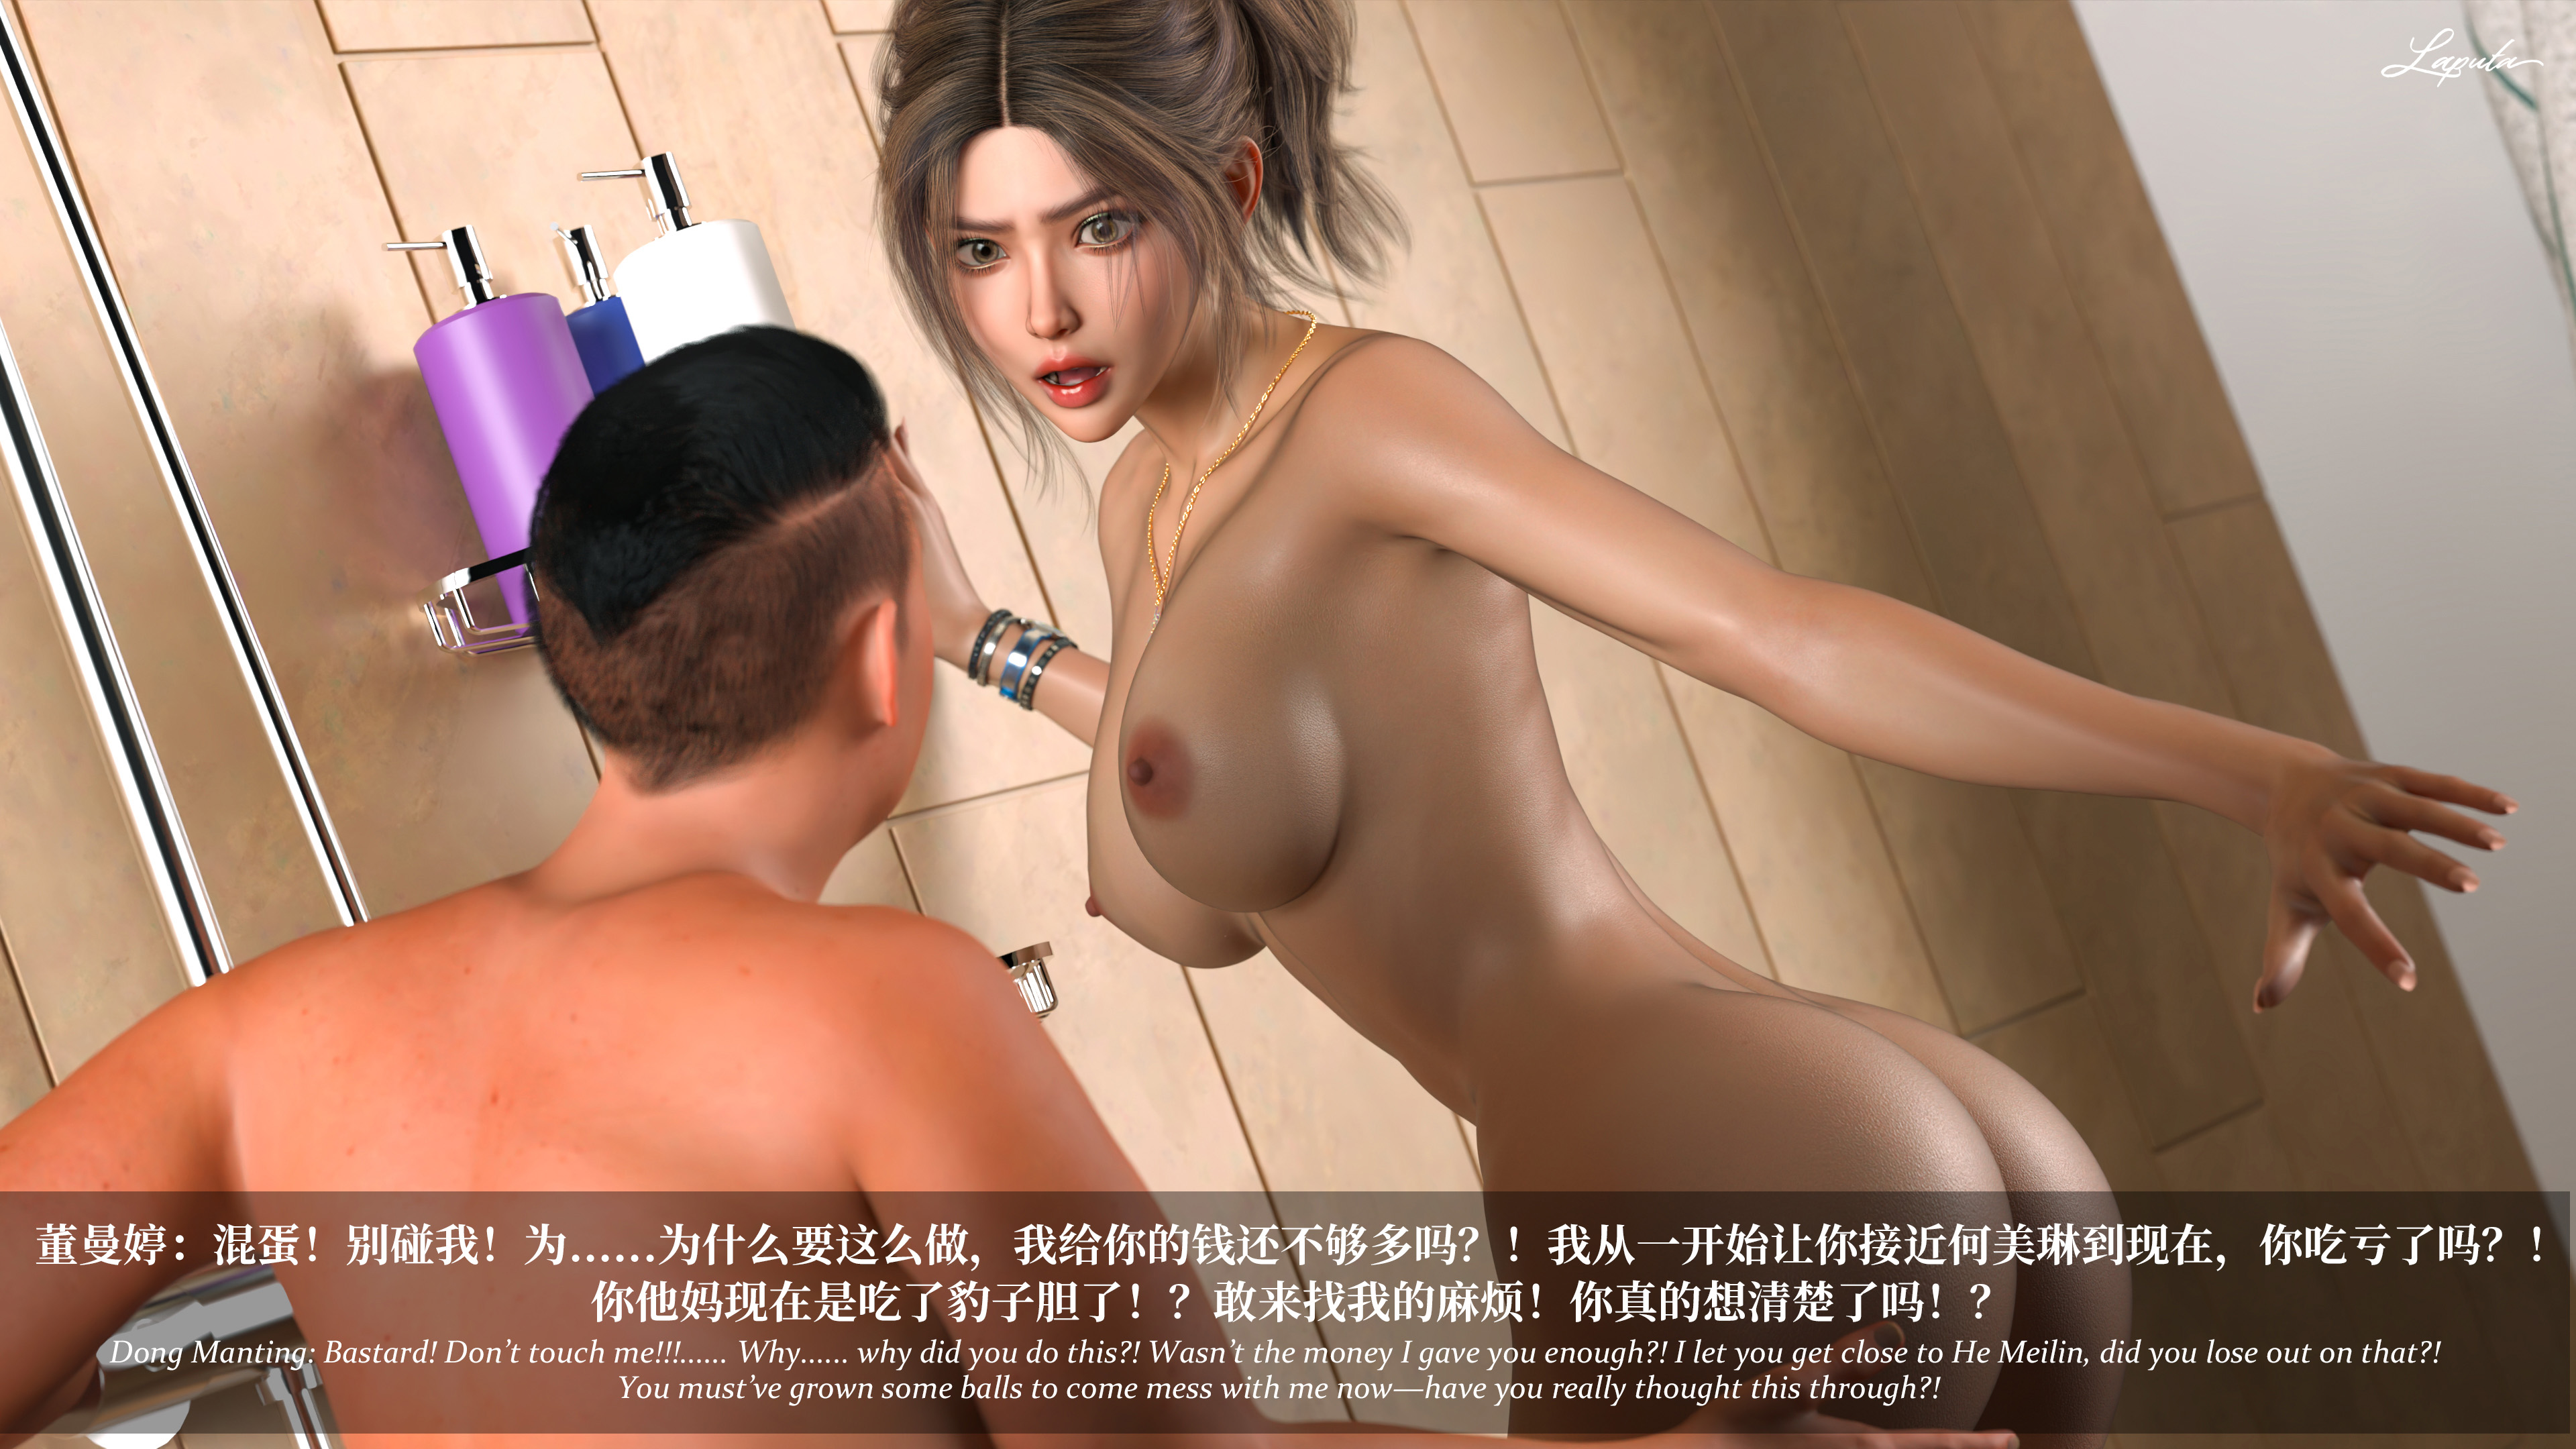 Laputa
董曼婷：混蛋！别碰我！为……为什么要这么做，我给你的钱还不够多吗？！我从一开始让你接近何美琳到现在，你吃亏了吗？！
你他妈现在是吃了豹子胆了！？敢来找我的麻烦！你真的想清楚了吗！？
Dong Manting: Bastard! Don’t touch me!!!...... Why...... why did you do this?! Wasn’t the money I gave you enough?! I let you get close to He Meilin, did you lose out on that?!
You must’ve grown some balls to come mess with me now—have you really thought this through?!